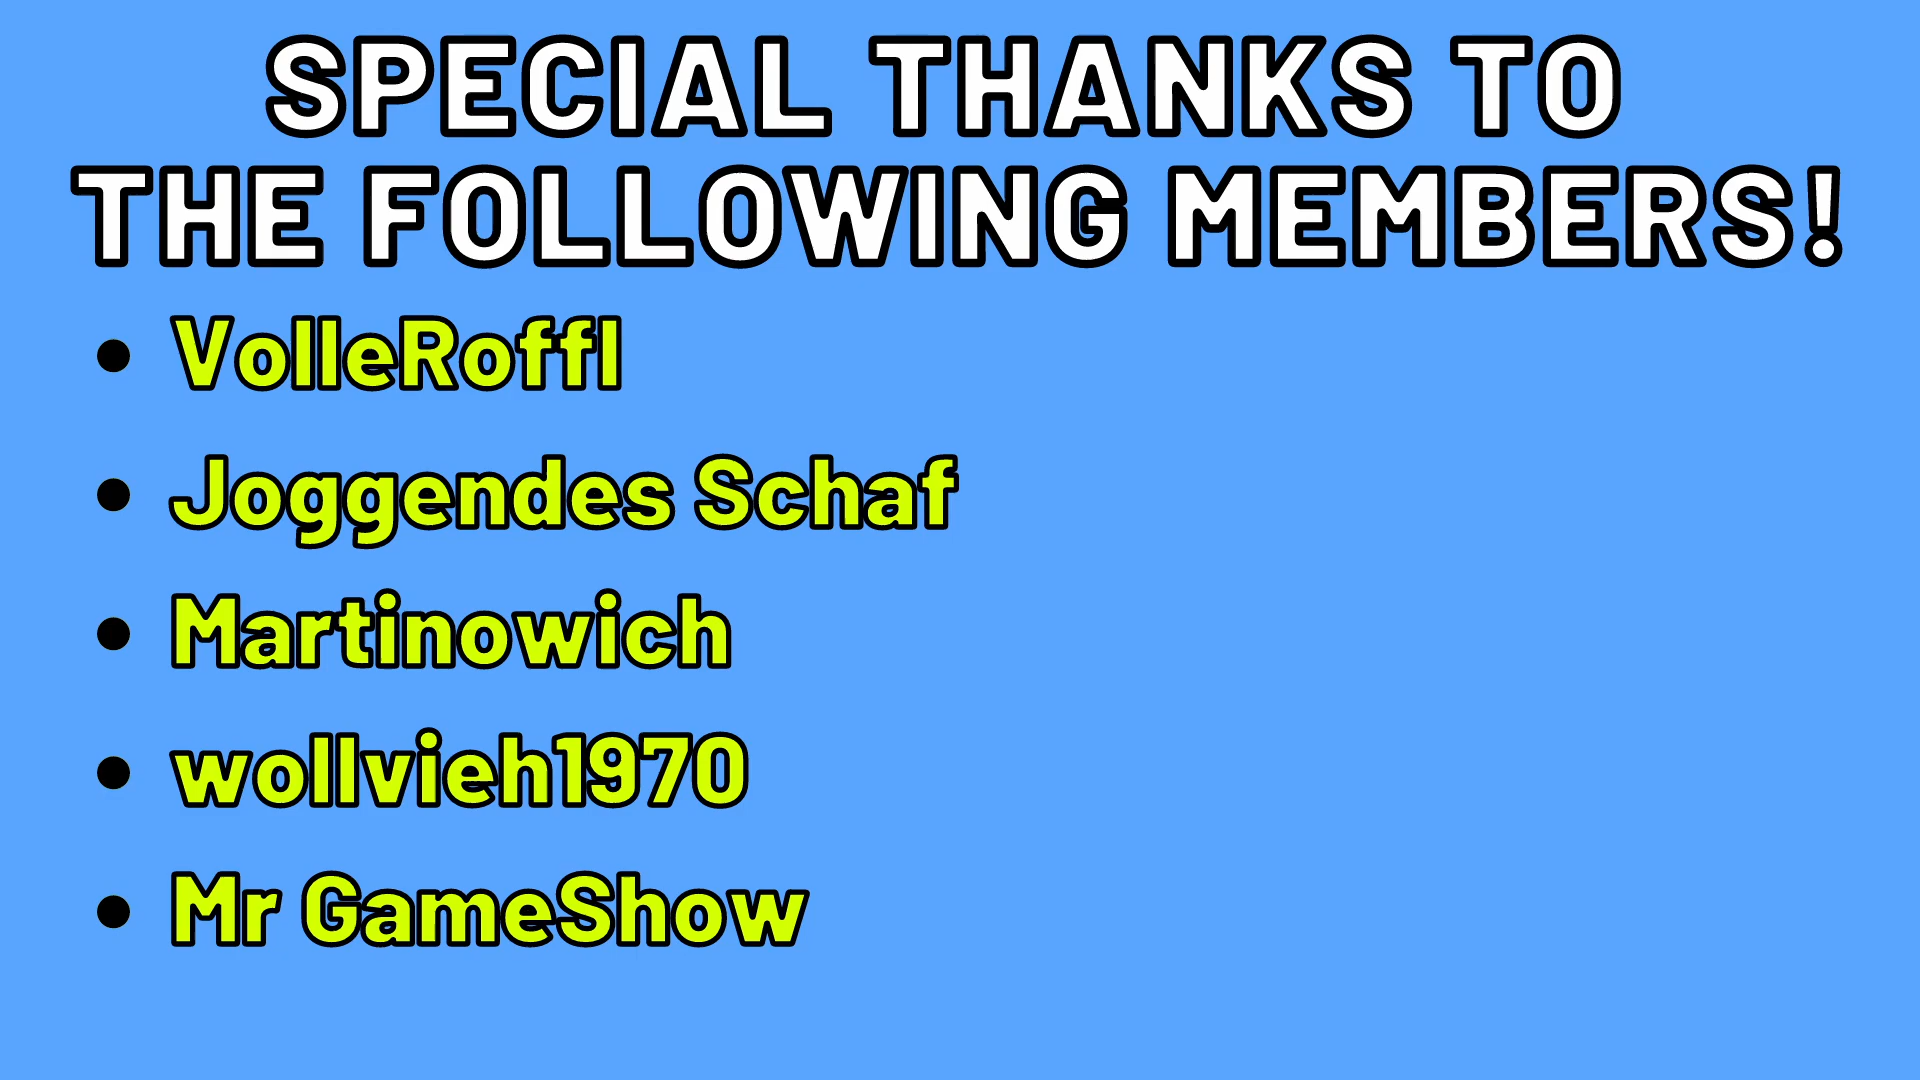 SPECIAL THANKS TO
THE FOLLOWING MEMBERS!
• VolleRoffl
• Joggendes Schaf
• Martinowich
• wollvieh1970
• Mr GameShow